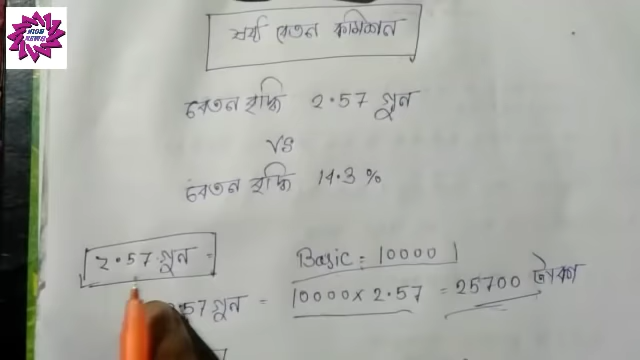 ষষ্ঠ বেতন কমিশন
বেতন বৃদ্ধি 2.57 গুন
VS
বেতন বৃদ্ধি 14.3 %
2.57 গুন = Basic : 10000
57 গুন = 10000 x 2.57 = 25700 টাকা